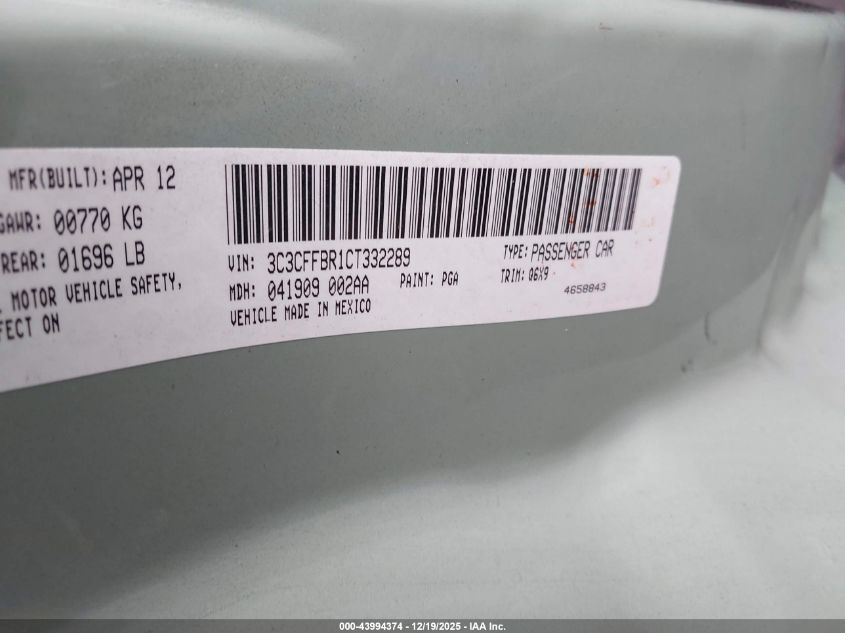 MFR(BUILT): APR 12
GAWR: 00770 KG
REAR: 01696 LB
MOTOR VEHICLE SAFETY,
FECT ON
VIN: 3C3CFFBR1CT332289
TYPE: PASSENGER CAR
MDH: 041909 002AA
PAINT: PGA
TRIM: 06X9
4658843
VEHICLE MADE IN MEXICO
000-43994374 - 12/19/2025 - IAA Inc.